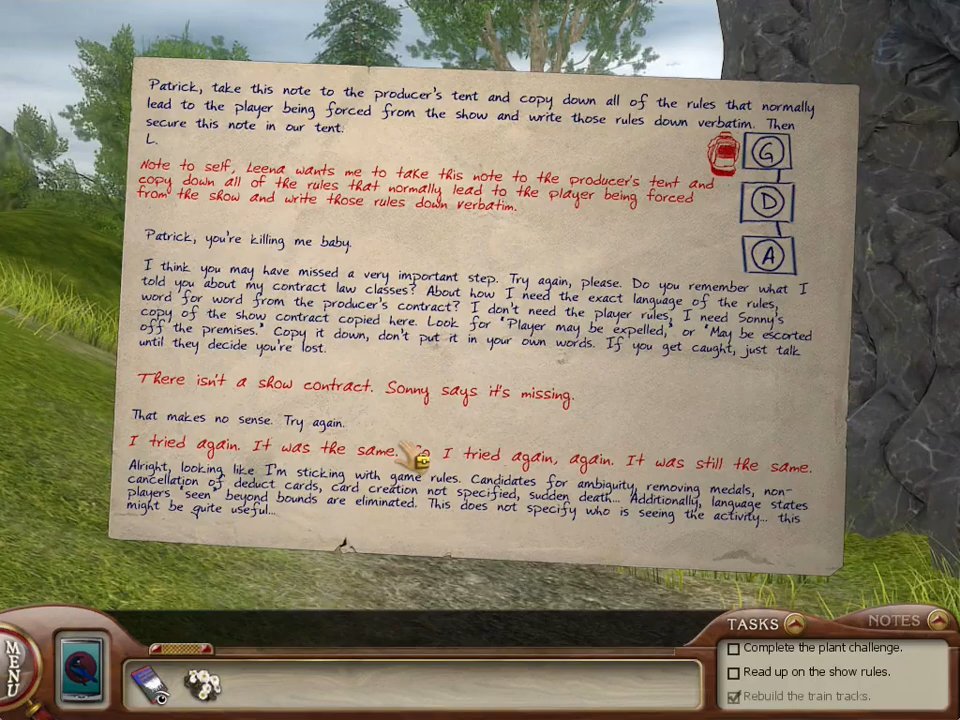 Patrick, take this note to the producer's tent and copy down all of the rules that normally
lead to the player being forced from the show and write those rules down verbatim. Then
secure this note in our tent.
L.
G
Note to self, Leena wants me to take this note to the producer's tent and
copy down all of the rules that normally lead to the player being forced
from the show and write those rules down verbatim.
D
Patrick, you're killing me baby.
A
I think you may have missed a very important step. Try again, please. Do you remember what I
told you about my contract law classes? About how I need the exact language of the rules,
word for word from the producer's contract? I don't need the player rules, I need Sonny's
copy of the show contract copied here. Look for "Player may be expelled," or "May be escorted
off the premises." Copy it down, don't put it in your own words. If you get caught, just talk
until they decide you're lost.
There isn't a show contract. Sonny says it's missing.
That makes no sense. Try again.
I tried again. It was the same. I tried again, again. It was still the same.
Alright, looking like I'm sticking with game rules. Candidates for ambiguity, removing medals, non-
cancellation of deduct cards, card creation not specified, sudden death... Additionally, language states
players "seen" beyond bounds are eliminated. This does not specify who is seeing the activity... this
might be quite useful...
MENU
TASKS
NOTES
Complete the plant challenge.
Read up on the show rules.
Rebuild the train tracks.